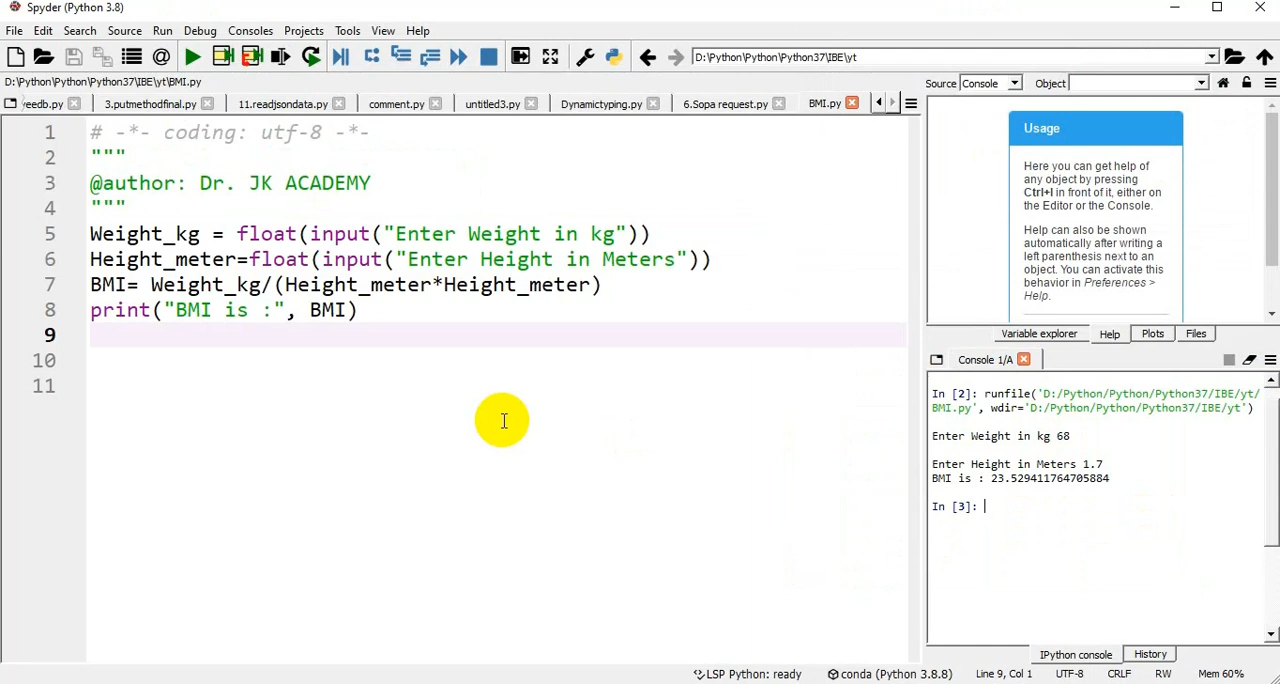 Spyder (Python 3.8)
File Edit Search Source Run Debug Consoles Projects Tools View Help
D:\Python\Python\Python37\IBE\yt
D:\Python\Python\Python37\IBE\yt\BMI.py
Source Console Object
eedb.py 3.putmethodfinal.py 11.readjsondata.py comment.py untitled3.py Dynamictyping.py 6.Sopa request.py BMI.py
1 # -*- coding: utf-8 -*-
2 """
3 @author: Dr. JK ACADEMY
4 """
5 Weight_kg = float(input("Enter Weight in kg"))
6 Height_meter=float(input("Enter Height in Meters"))
7 BMI= Weight_kg/(Height_meter*Height_meter)
8 print("BMI is :", BMI)
9
10
11
Usage
Here you can get help of
any object by pressing
Ctrl+I in front of it, either on
the Editor or the Console.
Help can also be shown
automatically after writing a
left parenthesis next to an
object. You can activate this
behavior in Preferences >
Help.
Variable explorer Help Plots Files
Console 1/A
In [2]: runfile('D:/Python/Python/Python37/IBE/yt/
BMI.py', wdir='D:/Python/Python/Python37/IBE/yt')
Enter Weight in kg 68
Enter Height in Meters 1.7
BMI is : 23.529411764705884
In [3]:
IPython console History
LSP Python: ready conda (Python 3.8.8) Line 9, Col 1 UTF-8 CRLF RW Mem 60%